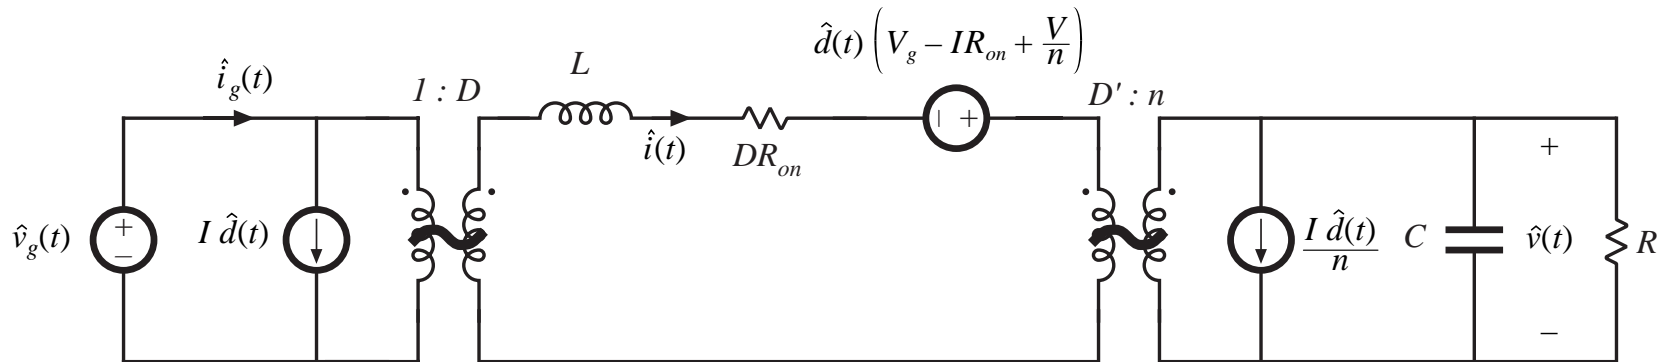 d̂(t) (V_g – IR_on + V/n)
î_g(t)
1 : D
L
D' : n
î(t)
DR_on
+
–
v̂_g(t)
+
–
I d̂(t)
I d̂(t)/n
C
+
v̂(t)
–
R